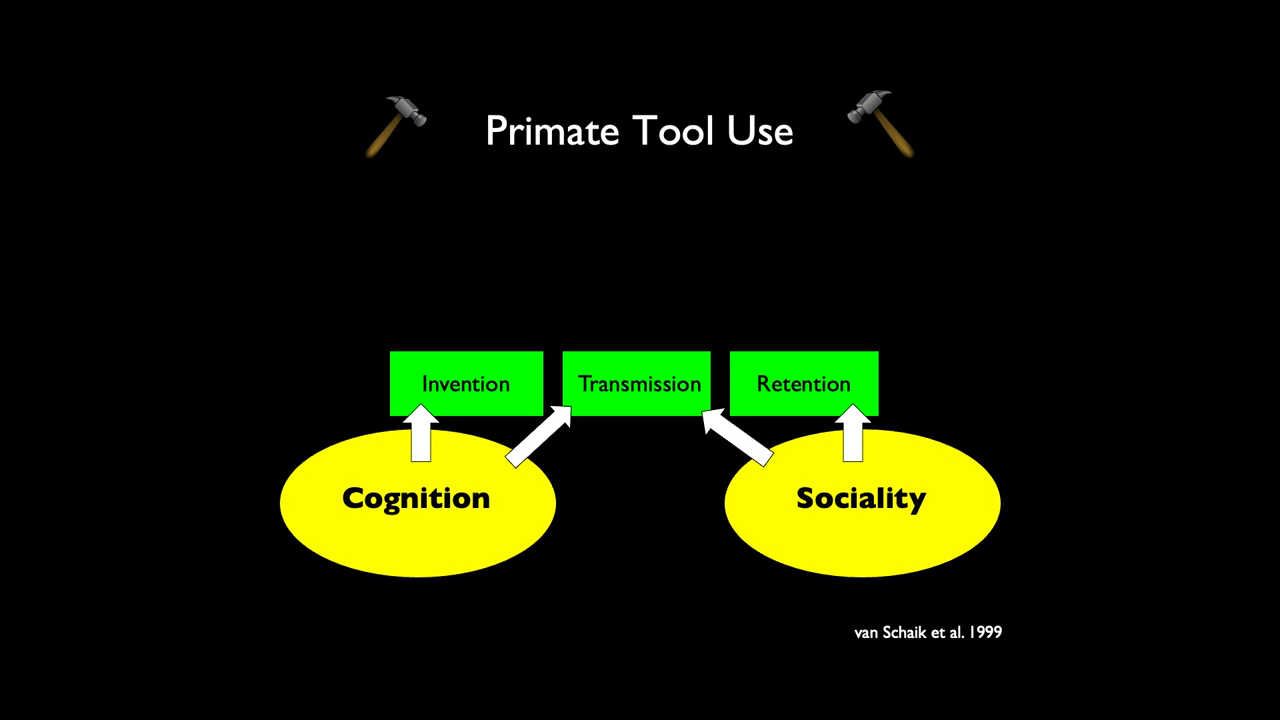 Primate Tool Use
Invention
Transmission
Retention
Cognition
Sociality
van Schaik et al. 1999